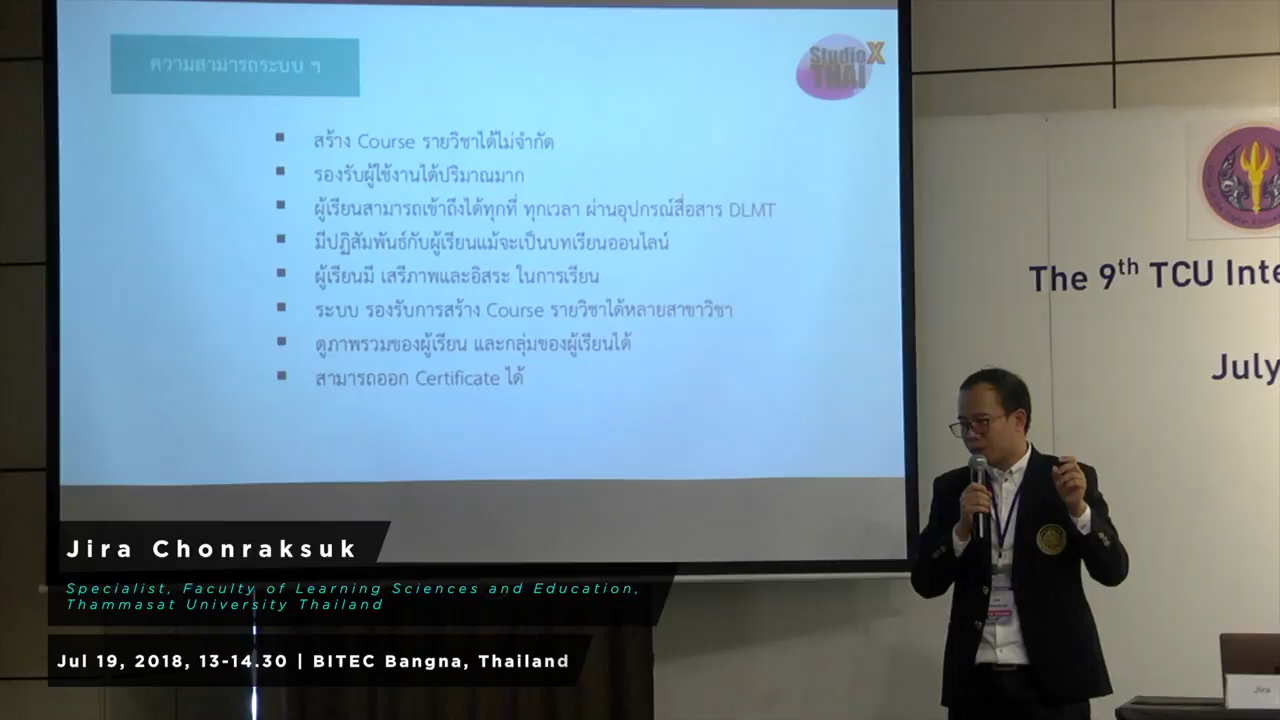 ความสามารถระบบ ฯ
StudioX
THAI
สร้าง Course รายวิชาได้ไม่จำกัด
รองรับผู้ใช้งานได้ปริมาณมาก
ผู้เรียนสามารถเข้าถึงได้ทุกที่ ทุกเวลา ผ่านอุปกรณ์สื่อสาร DLMT
มีปฏิสัมพันธ์กับผู้เรียนแม้จะเป็นบทเรียนออนไลน์
ผู้เรียนมี เสรีภาพและอิสระ ในการเรียน
ระบบ รองรับการสร้าง Course รายวิชาได้หลายสาขาวิชา
ดูภาพรวมของผู้เรียน และกลุ่มของผู้เรียนได้
สามารถออก Certificate ได้
The 9th TCU Inte
July
Jira Chonraksuk
Specialist, Faculty of Learning Sciences and Education,
Thammasat University Thailand
Jul 19, 2018, 13-14.30 | BITEC Bangna, Thailand
Jira